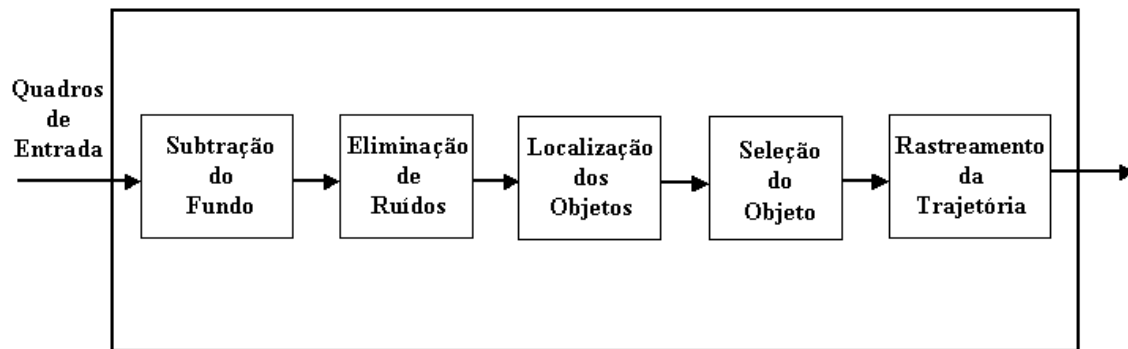 Quadros
de
Entrada
Subtração
do
Fundo
Eliminação
de
Ruídos
Localização
dos
Objetos
Seleção
do
Objeto
Rastreamento
da
Trajetória